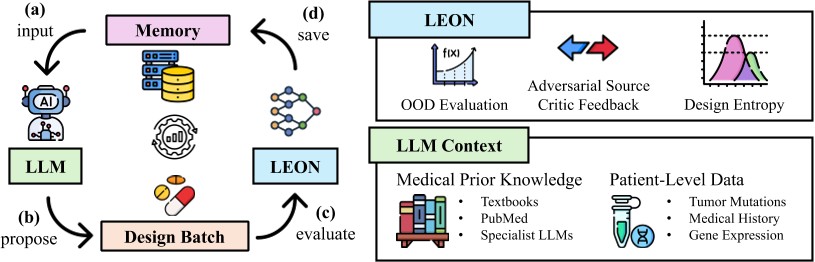 (a)
input
Memory
(d)
save
AI
LLM
LEON
(b)
propose
Design Batch
(c)
evaluate
LEON
f(X)
OOD Evaluation
Adversarial Source
Critic Feedback
Design Entropy
LLM Context
Medical Prior Knowledge
• Textbooks
• PubMed
• Specialist LLMs
Patient-Level Data
• Tumor Mutations
• Medical History
• Gene Expression